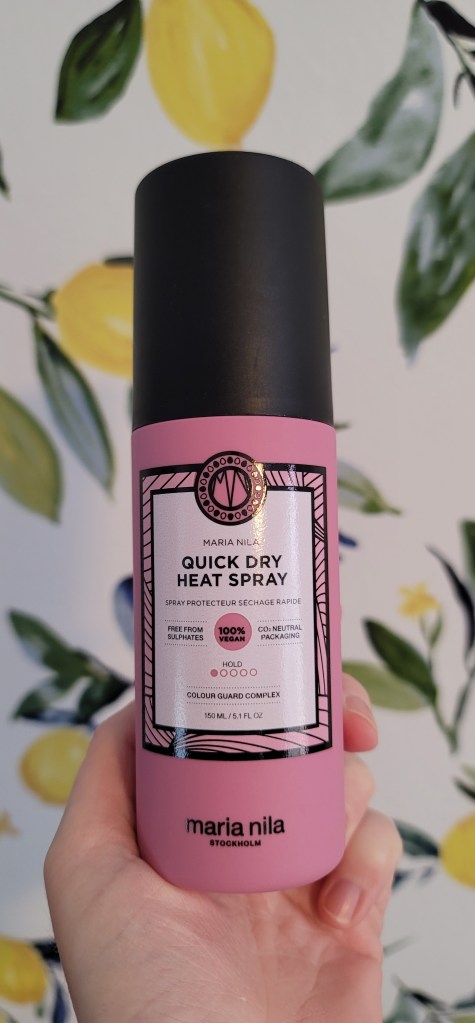 MN
MARIA NILA
QUICK DRY
HEAT SPRAY
SPRAY PROTECTEUR SÉCHAGE RAPIDE
FREE FROM
SULPHATES
100%
VEGAN
CO₂ NEUTRAL
PACKAGING
HOLD
COLOUR GUARD COMPLEX
150 ML / 5.1 FL OZ
maria nila
STOCKHOLM